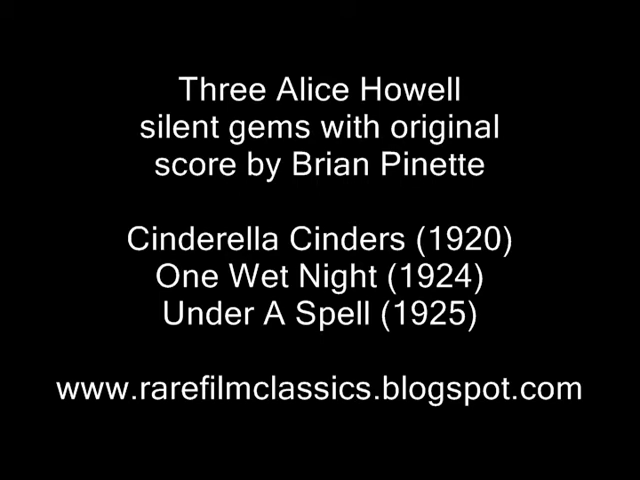 Three Alice Howell
silent gems with original
score by Brian Pinette
Cinderella Cinders (1920)
One Wet Night (1924)
Under A Spell (1925)
www.rarefilmclassics.blogspot.com